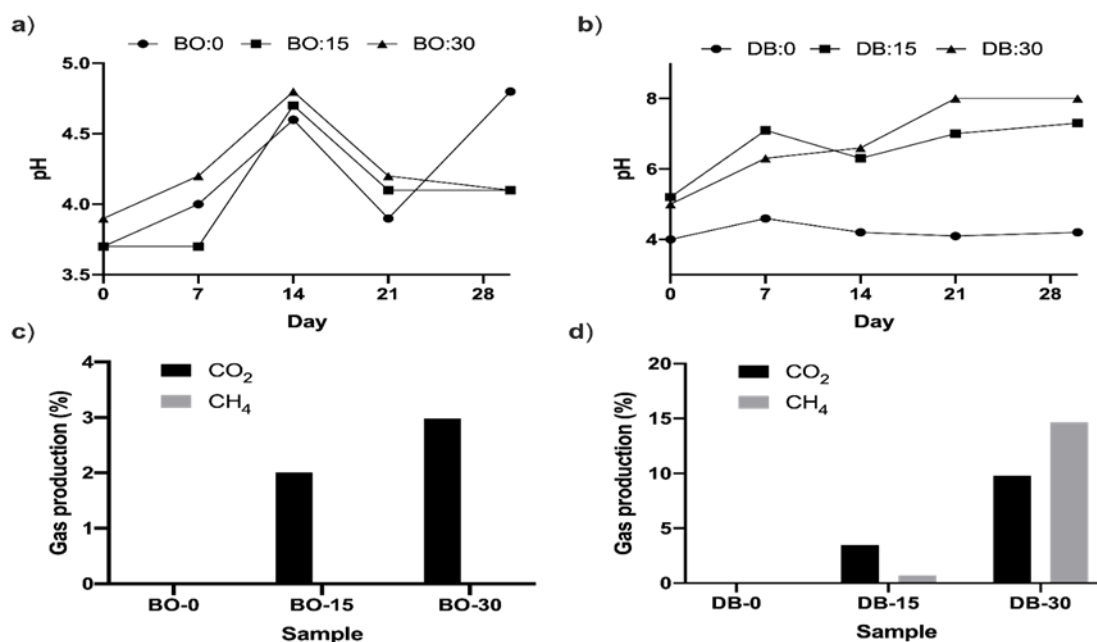 a)
BO:0 BO:15 BO:30
5.0
4.5
4.0
3.5
pH
0 7 14 21 28
Day
b)
DB:0 DB:15 DB:30
8
6
4
pH
0 7 14 21 28
Day
c)
CO2
CH4
4
3
2
1
0
Gas production (%)
BO-0 BO-15 BO-30
Sample
d)
CO2
CH4
20
15
10
5
0
Gas production (%)
DB-0 DB-15 DB-30
Sample